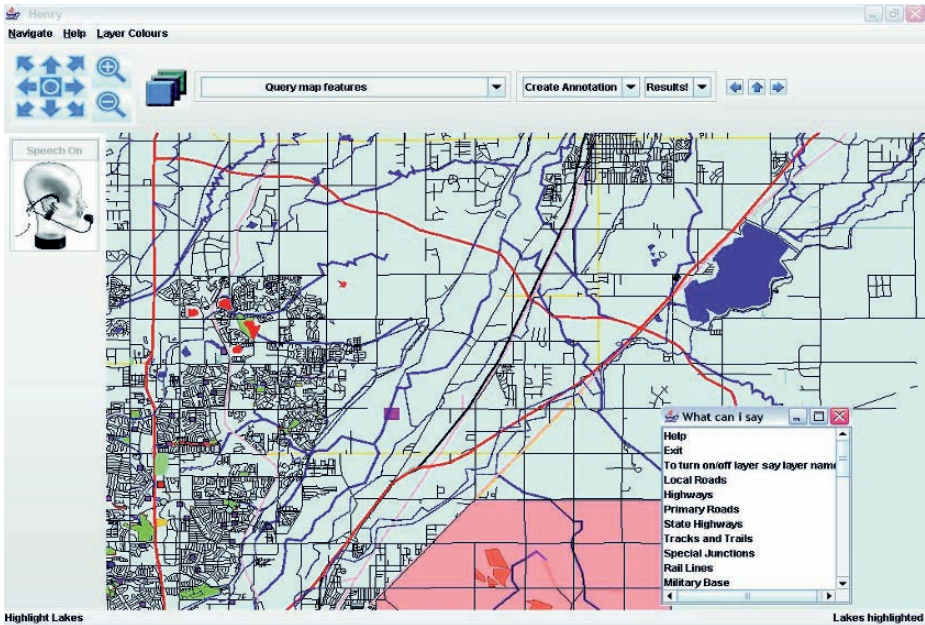 Henry
Navigate Help Layer Colours
Query map features
Create Annotation
Results!
Speech On
What can i say
Help
Exit
To turn on/off layer say layer name
Local Roads
Highways
Primary Roads
State Highways
Tracks and Trails
Special Junctions
Rail Lines
Military Base
Highlight Lakes
Lakes highlighted